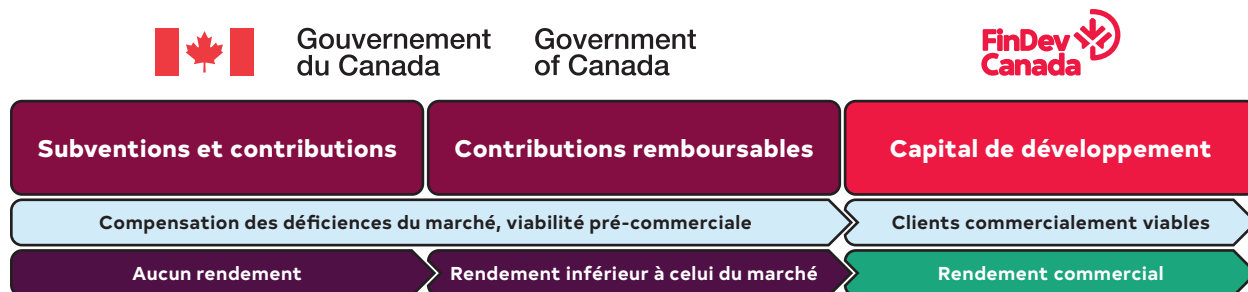 Gouvernement
du Canada
Government
of Canada
FinDev
Canada
Subventions et contributions
Contributions remboursables
Capital de développement
Compensation des déficiences du marché, viabilité pré-commerciale
Clients commercialement viables
Aucun rendement
Rendement inférieur à celui du marché
Rendement commercial